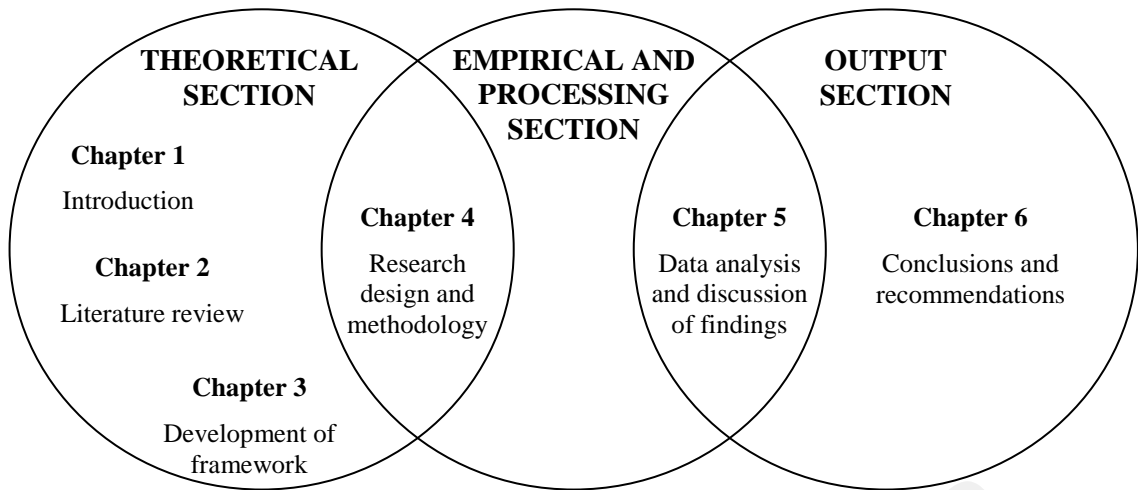 THEORETICAL
SECTION
Chapter 1
Introduction
Chapter 2
Literature review
Chapter 3
Development of
framework
EMPIRICAL AND
PROCESSING
SECTION
Chapter 4
Research
design and
methodology
Chapter 5
Data analysis
and discussion
of findings
OUTPUT
SECTION
Chapter 6
Conclusions and
recommendations